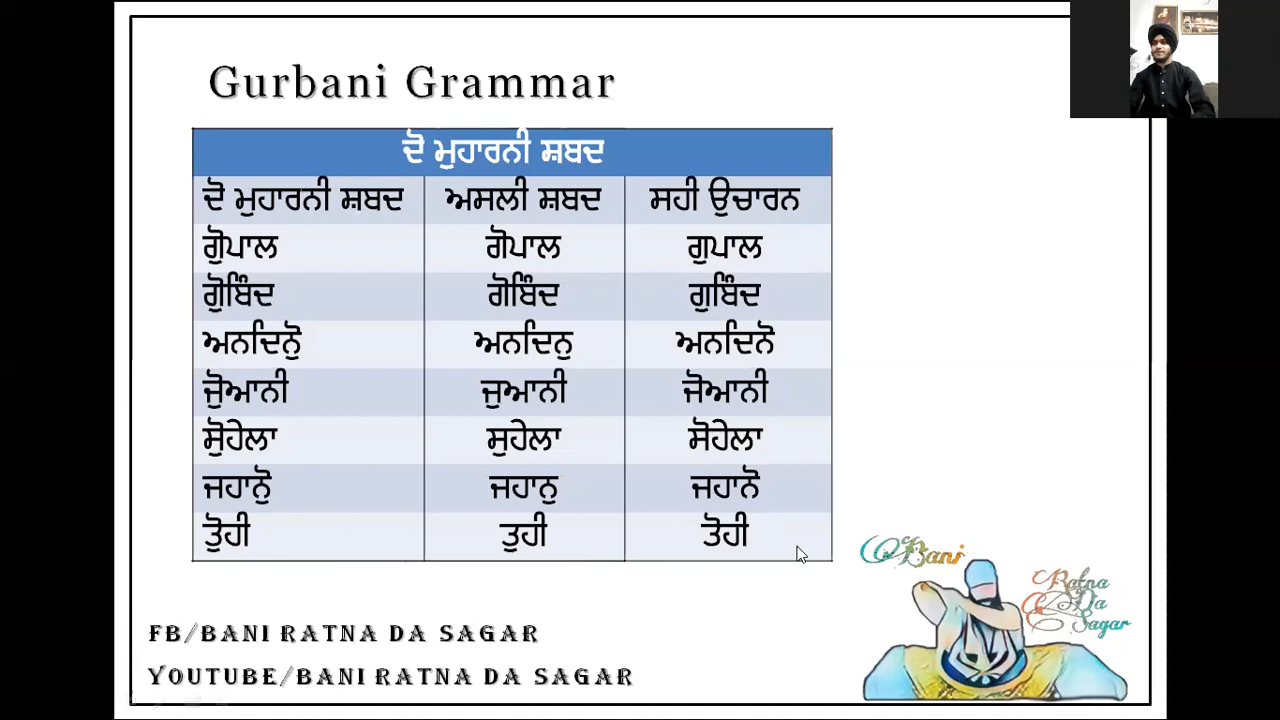 Gurbani Grammar
ਦੋ ਮੁਹਾਰਨੀ ਸ਼ਬਦ
ਦੋ ਮੁਹਾਰਨੀ ਸ਼ਬਦ ਅਸਲੀ ਸ਼ਬਦ ਸਹੀ ਉਚਾਰਨ
ਗੋੁਪਾਲ ਗੋਪਾਲ ਗੁਪਾਲ
ਗੋੁਬਿੰਦ ਗੋਬਿੰਦ ਗੁਬਿੰਦ
ਅਨਦਿਨੋੁ ਅਨਦਿਨੁ ਅਨਦਿਨੋ
ਜੋੁਆਨੀ ਜੁਆਨੀ ਜੋਆਨੀ
ਸੋੁਹੇਲਾ ਸੁਹੇਲਾ ਸੋਹੇਲਾ
ਜਹਾਨੋੁ ਜਹਾਨੁ ਜਹਾਨੋ
ਤੋੁਹੀ ਤੁਹੀ ਤੋਹੀ
Bani
Ratna
Da
Sagar
FB/BANI RATNA DA SAGAR
YOUTUBE/BANI RATNA DA SAGAR